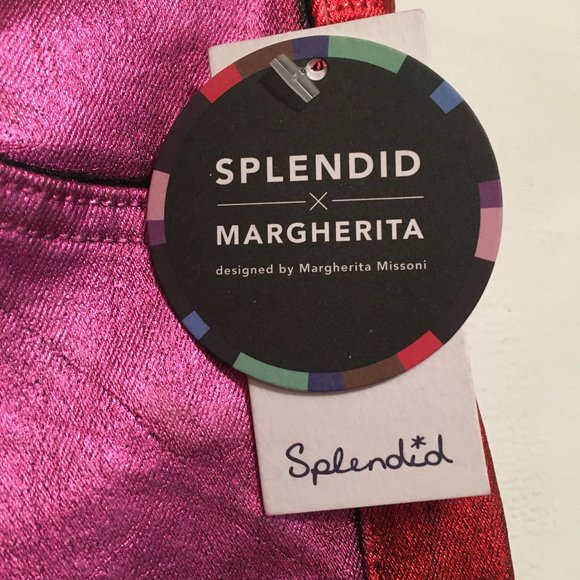 SPLENDID
×
MARGHERITA
designed by Margherita Missoni
Splendid